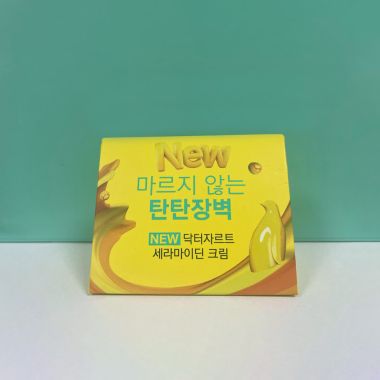 New
마르지 않는
탄탄장벽
NEW 닥터자르트
세라마이딘 크림